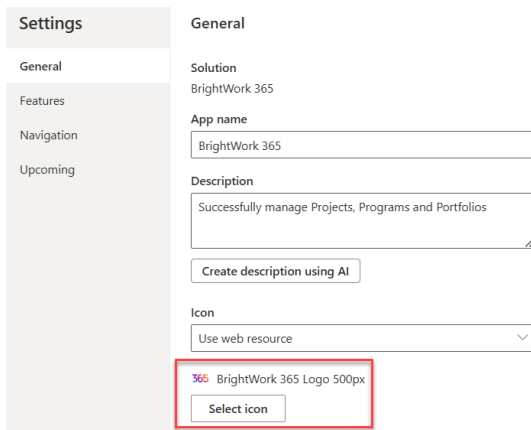 Settings
General
Features
Navigation
Upcoming
General
Solution
BrightWork 365
App name
BrightWork 365
Description
Successfully manage Projects, Programs and Portfolios
Create description using AI
Icon
Use web resource
365 BrightWork 365 Logo 500px
Select icon